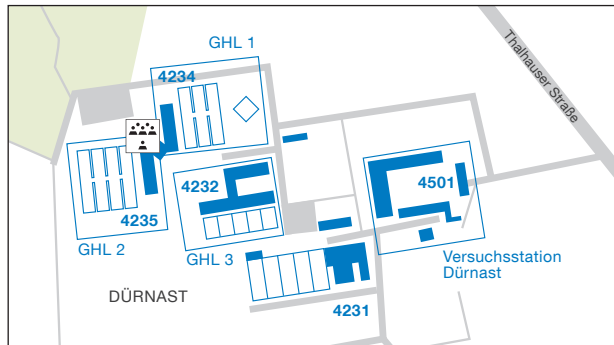 GHL 1
4234
Thalhauser Straße
4232
4501
4235
GHL 2
GHL 3
Versuchsstation
Dürnast
DÜRNAST
4231